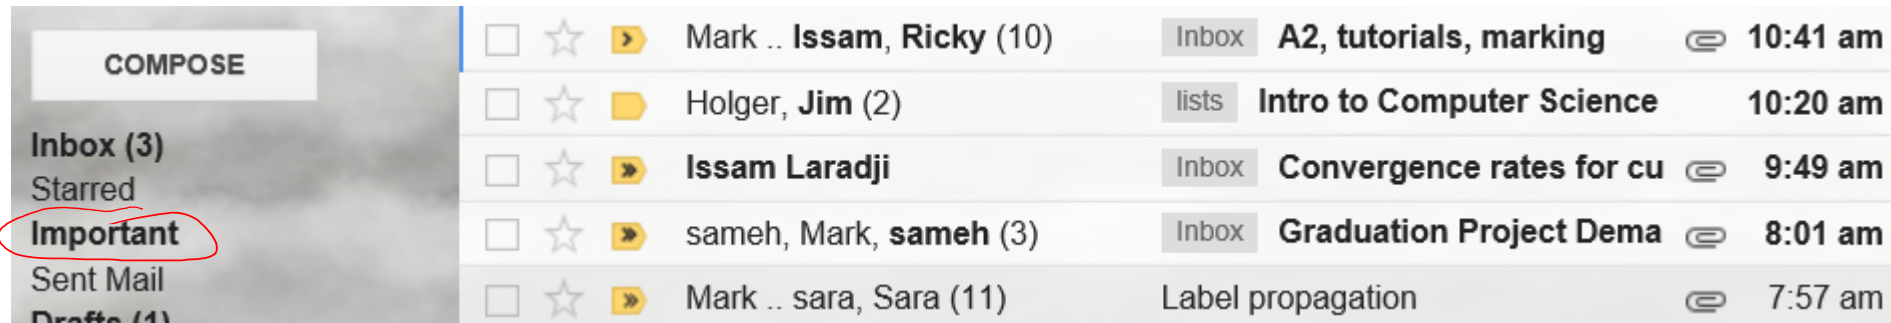 COMPOSE
Inbox (3)
Starred
Important
Sent Mail
Drafts (1)
Mark .. Issam, Ricky (10) Inbox A2, tutorials, marking 10:41 am
Holger, Jim (2) lists Intro to Computer Science 10:20 am
Issam Laradji Inbox Convergence rates for cu 9:49 am
sameh, Mark, sameh (3) Inbox Graduation Project Dema 8:01 am
Mark .. sara, Sara (11) Label propagation 7:57 am